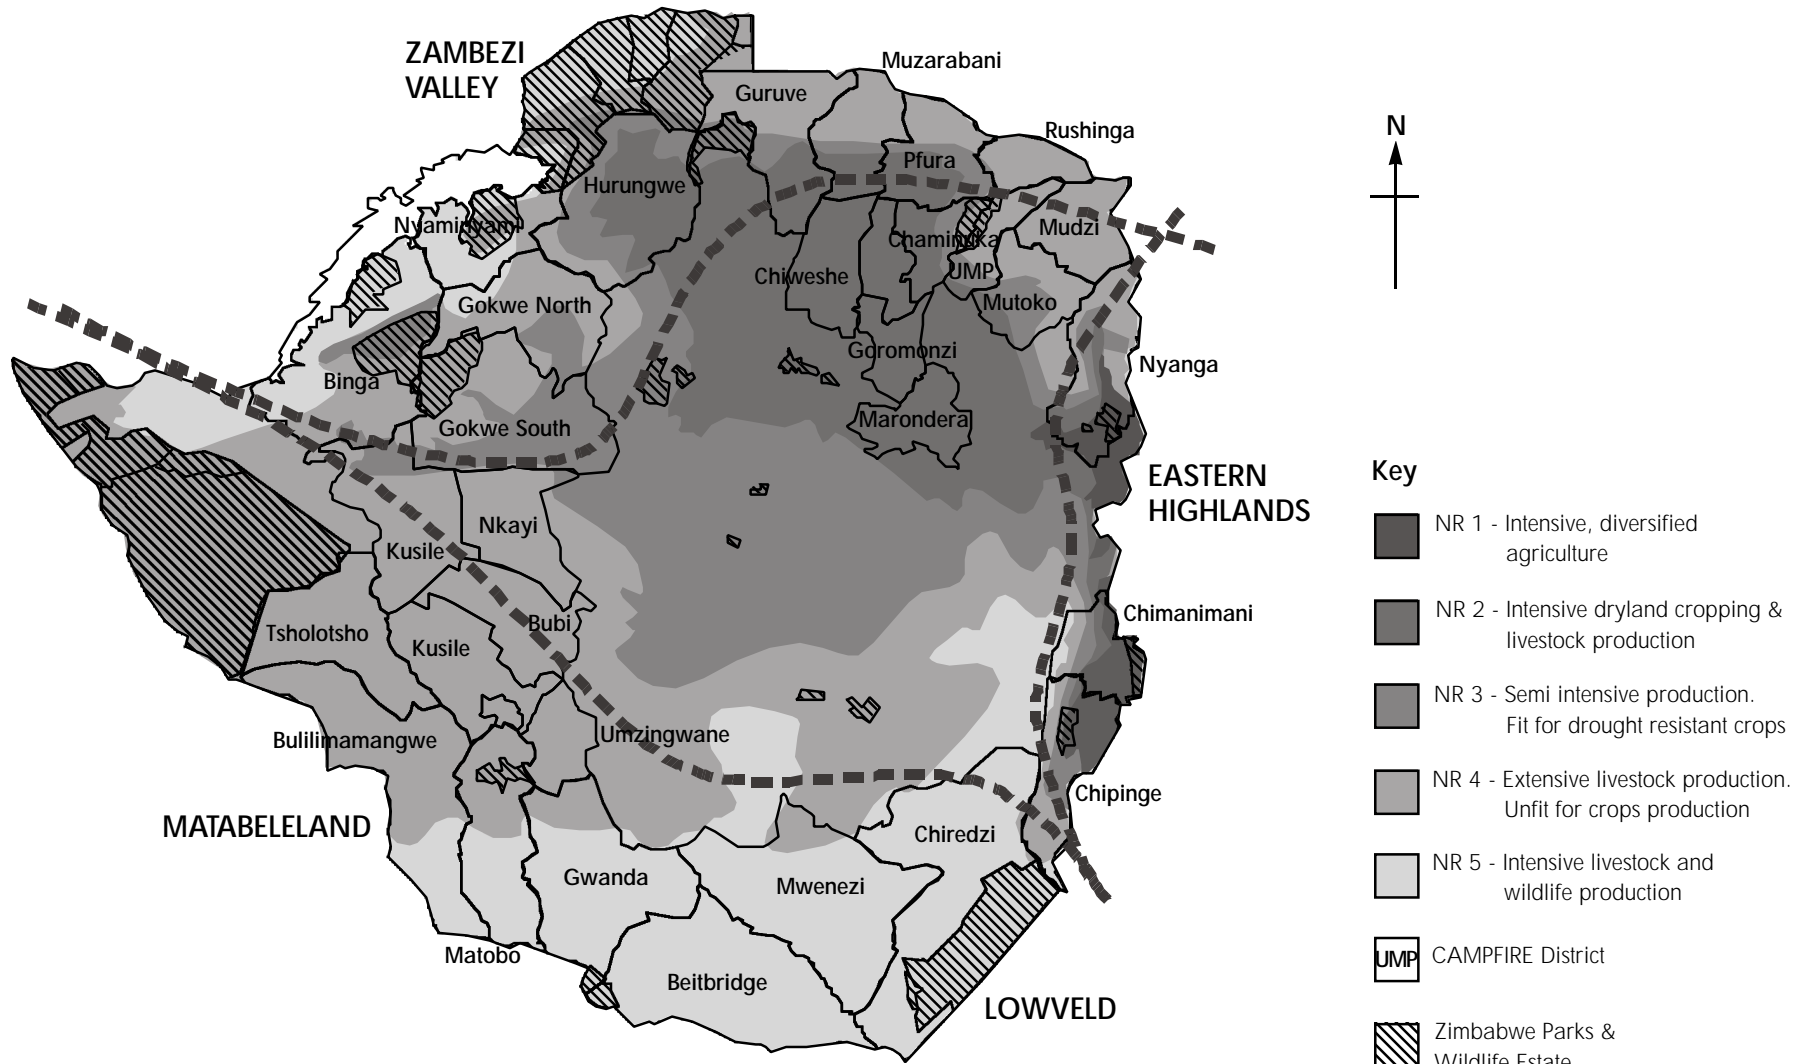 ZAMBEZI
VALLEY
Muzarabani
Guruve
Rushinga
N
Pfura
Hurungwe
Nyaminyami
Chaminuka
Mudzi
Chiweshe
UMP
Gokwe North
Mutoko
Goromonzi
Nyanga
Binga
Gokwe South
Marondera
EASTERN
HIGHLANDS
Nkayi
Kusile
Chimanimani
Tsholotsho
Bubi
Kusile
Bulilimamangwe
Umzingwane
Chipinge
MATABELELAND
Chiredzi
Gwanda
Mwenezi
Matobo
Beitbridge
LOWVELD
Key
NR 1 - Intensive, diversified
agriculture
NR 2 - Intensive dryland cropping &
livestock production
NR 3 - Semi intensive production.
Fit for drought resistant crops
NR 4 - Extensive livestock production.
Unfit for crops production
NR 5 - Intensive livestock and
wildlife production
UMP CAMPFIRE District
Zimbabwe Parks &
Wildlife Estate